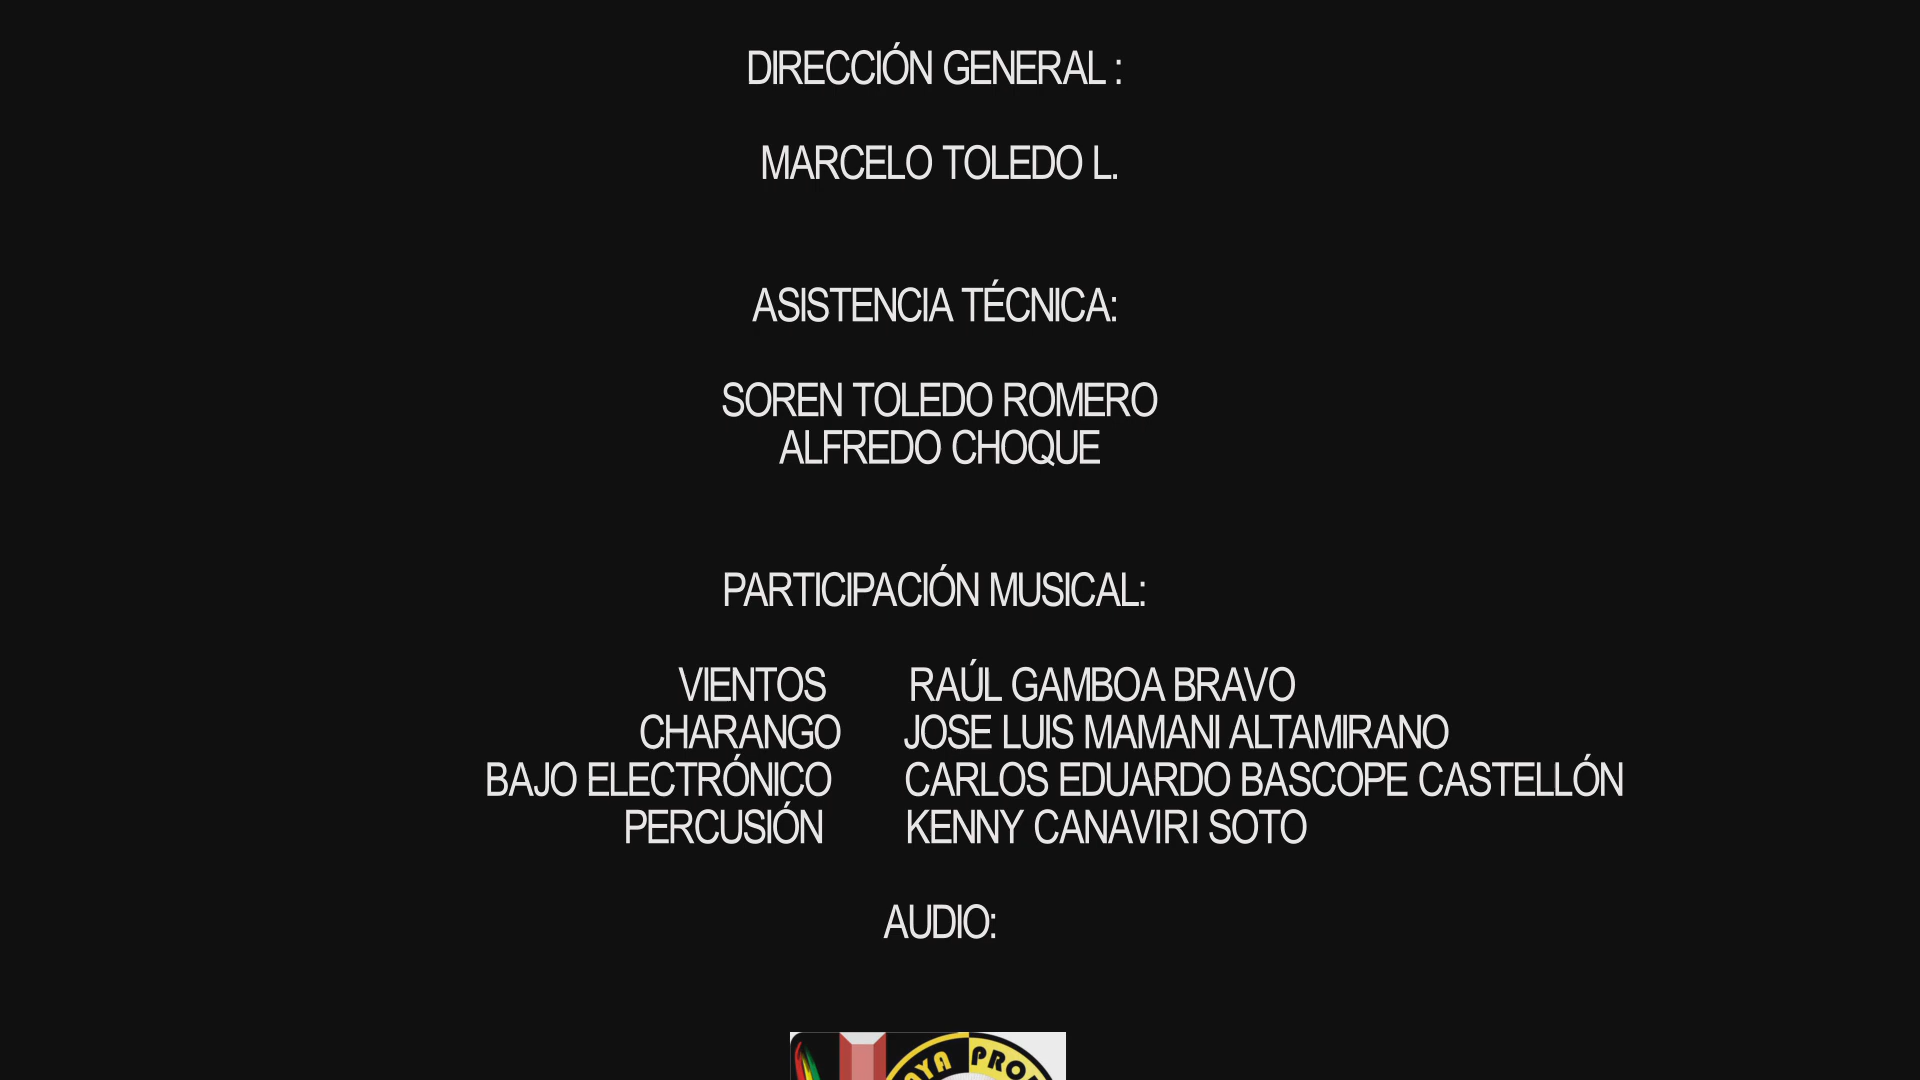 DIRECCIÓN GENERAL :
MARCELO TOLEDO L.
ASISTENCIA TÉCNICA:
SOREN TOLEDO ROMERO
ALFREDO CHOQUE
PARTICIPACIÓN MUSICAL:
VIENTOS RAÚL GAMBOA BRAVO
CHARANGO JOSE LUIS MAMANI ALTAMIRANO
BAJO ELECTRÓNICO CARLOS EDUARDO BASCOPE CASTELLÓN
PERCUSIÓN KENNY CANAVIRI SOTO
AUDIO: